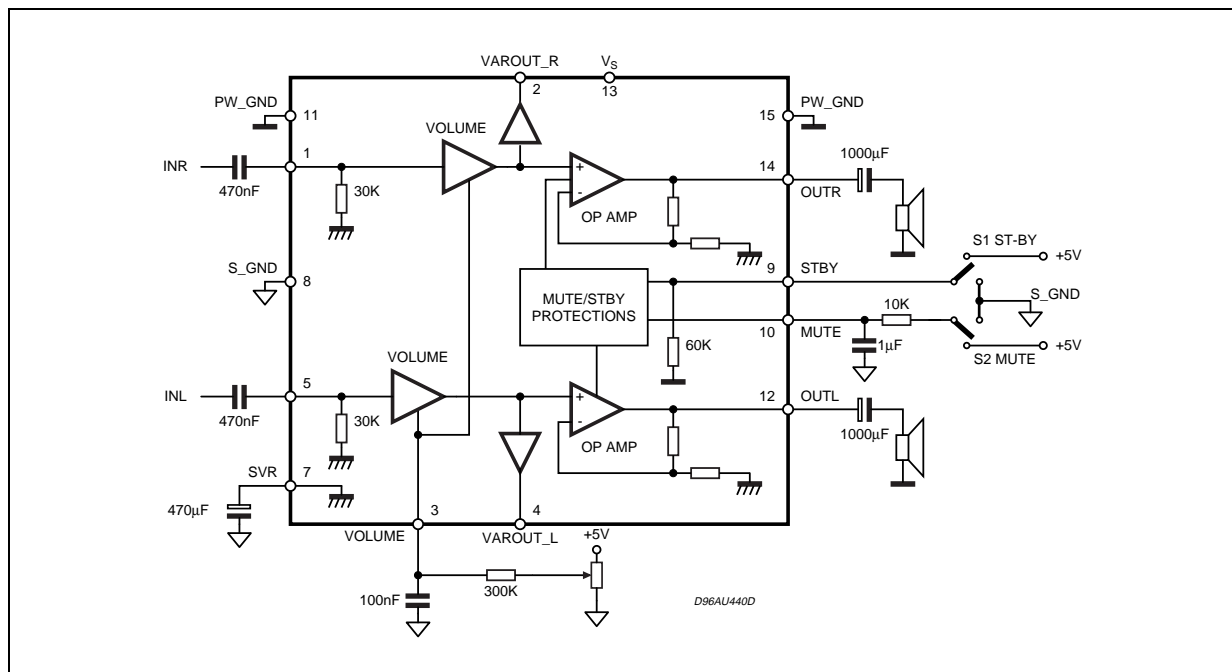 VAROUT_R
VS
2
13
PW_GND
11
15
PW_GND
VOLUME
INR
470nF
1
30K
+
-
OP AMP
14
OUTR
1000µF
S_GND
8
MUTE/STBY
PROTECTIONS
9
STBY
S1 ST-BY
+5V
S_GND
10
MUTE
10K
1µF
60K
S2 MUTE
+5V
VOLUME
INL
470nF
5
30K
+
-
OP AMP
12
OUTL
1000µF
SVR
7
470µF
3
VOLUME
4
VAROUT_L
+5V
300K
100nF
D96AU440D